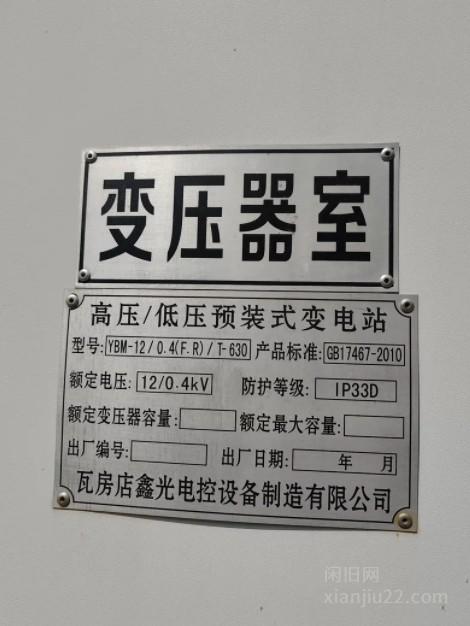 变压器室
高压/低压预装式变电站
型号: YBM-12/0.4(F.R)/T-630 产品标准: GB17467-2010
额定电压: 12/0.4kV 防护等级: IP33D
额定变压器容量: 额定最大容量:
出厂编号: 出厂日期: 年 月
瓦房店鑫光电控设备制造有限公司
闲旧网
xianjiu22.com